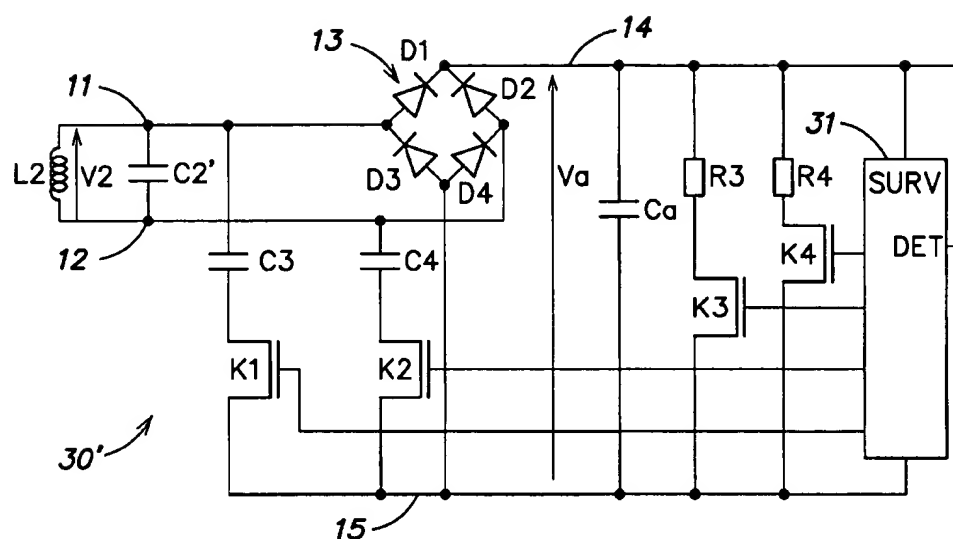 13
D1
14
11
D2
31
L2
V2
C2'
D3
D4
Va
Ca
R3
R4
SURV
12
C3
C4
K4
DET
K3
K1
K2
30'
15